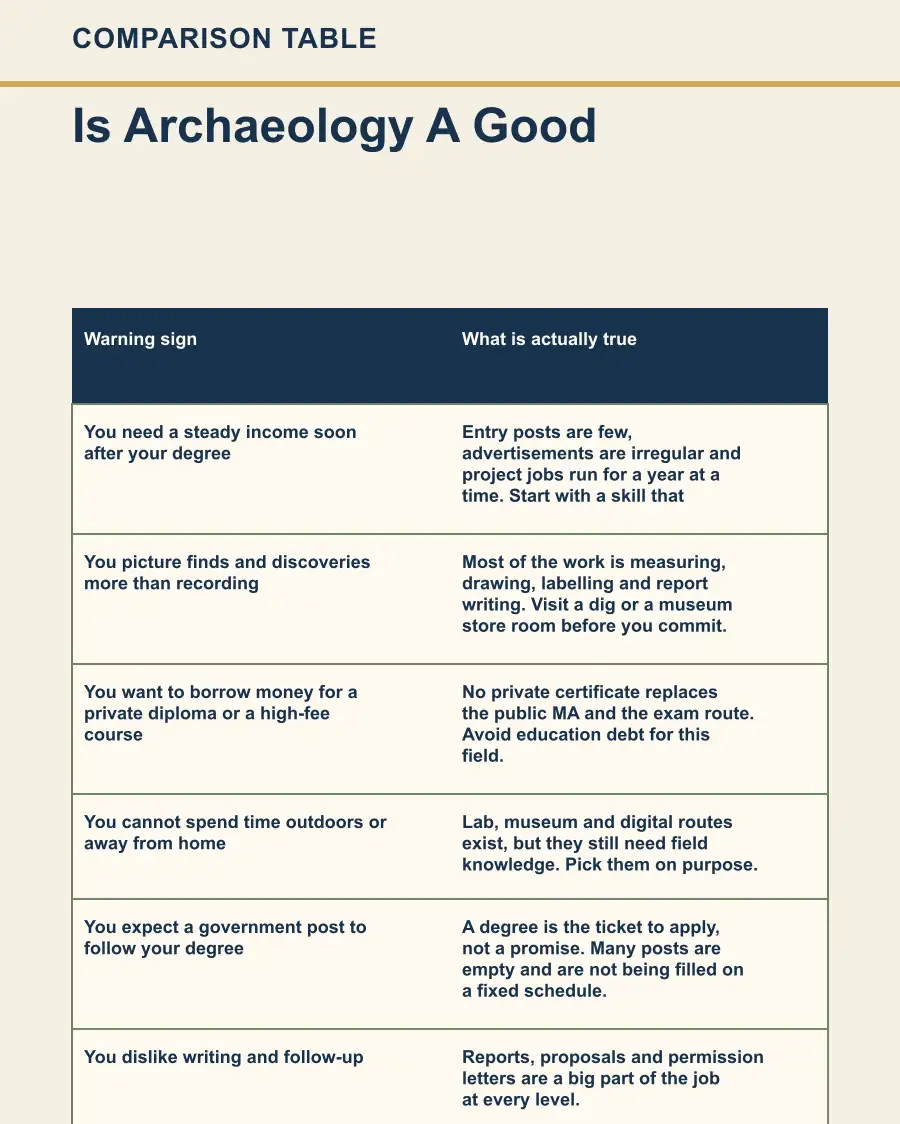 COMPARISON TABLE
Is Archaeology A Good
Warning sign
What is actually true
You need a steady income soon
after your degree
Entry posts are few,
advertisements are irregular and
project jobs run for a year at a
time. Start with a skill that
You picture finds and discoveries
more than recording
Most of the work is measuring,
drawing, labelling and report
writing. Visit a dig or a museum
store room before you commit.
You want to borrow money for a
private diploma or a high-fee
course
No private certificate replaces
the public MA and the exam route.
Avoid education debt for this
field.
You cannot spend time outdoors or
away from home
Lab, museum and digital routes
exist, but they still need field
knowledge. Pick them on purpose.
You expect a government post to
follow your degree
A degree is the ticket to apply,
not a promise. Many posts are
empty and are not being filled on
a fixed schedule.
You dislike writing and follow-up
Reports, proposals and permission
letters are a big part of the job
at every level.